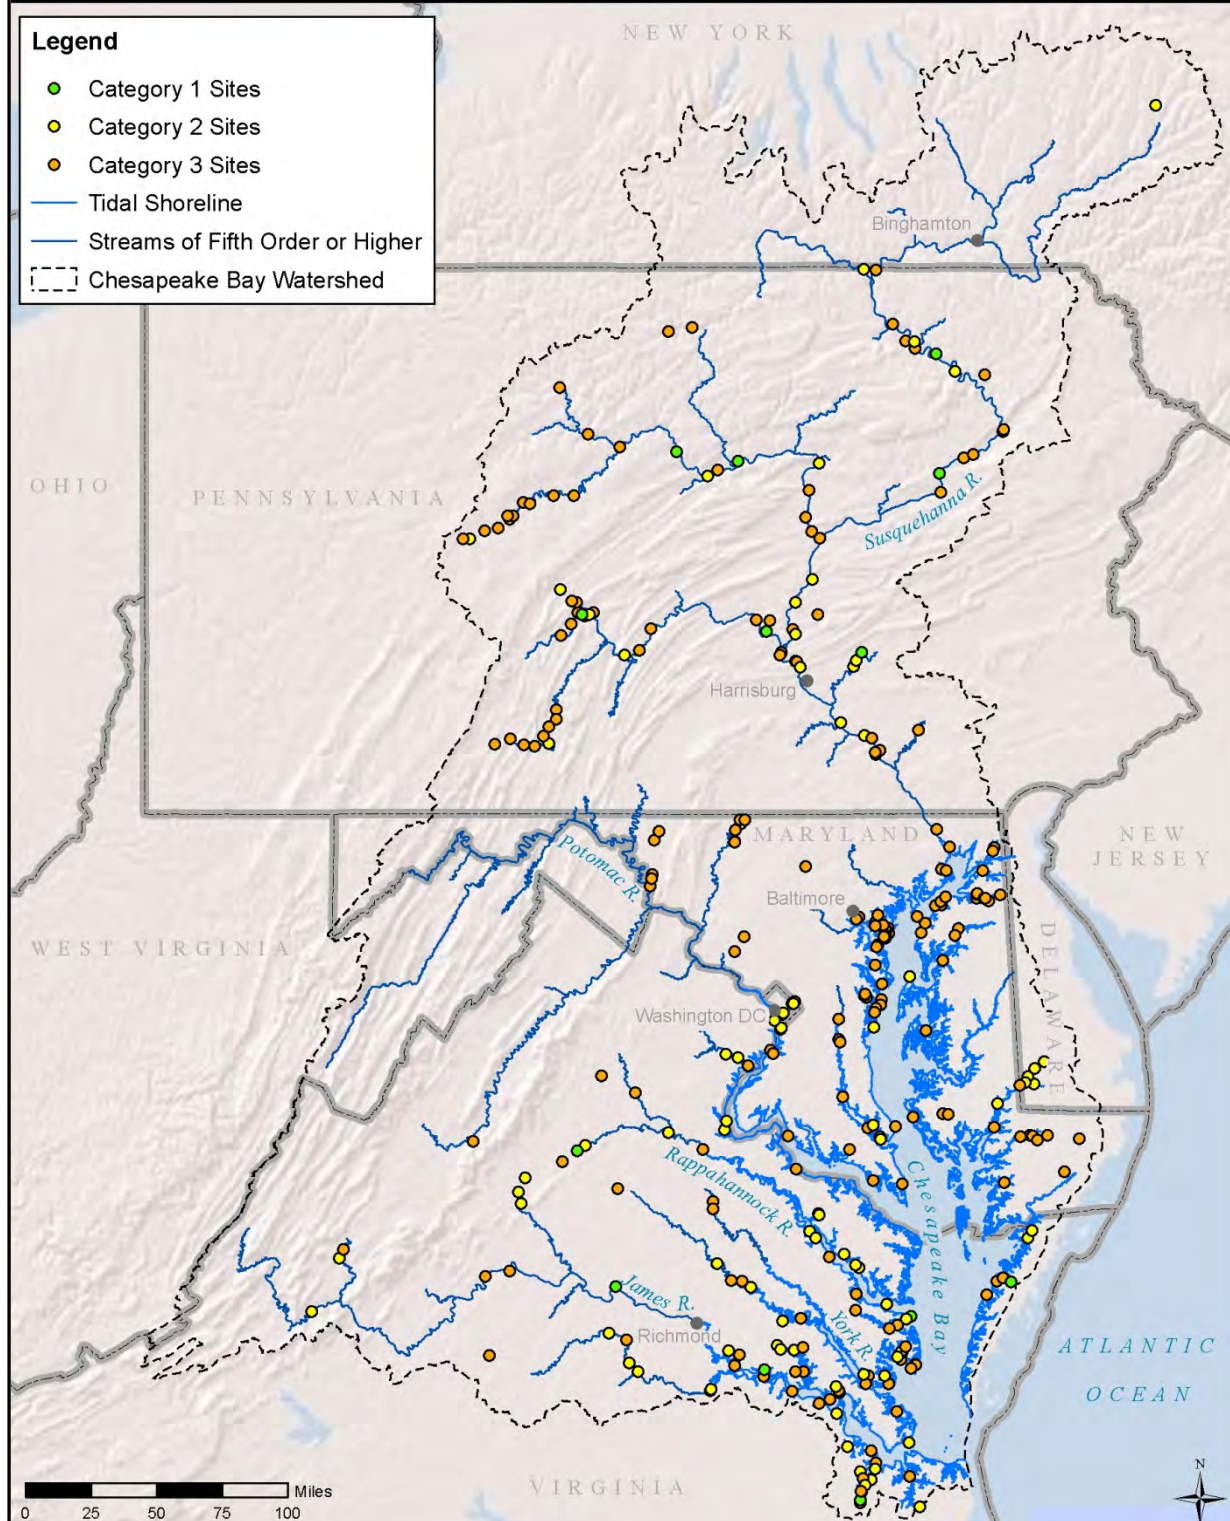 Legend
Category 1 Sites
Category 2 Sites
Category 3 Sites
Tidal Shoreline
Streams of Fifth Order or Higher
Chesapeake Bay Watershed
NEW YORK
Binghamton
OHIO
PENNSYLVANIA
Susquehanna R.
Harrisburg
MARYLAND
NEW
JERSEY
Potomac R.
Baltimore
WEST VIRGINIA
DELAWARE
Washington DC
Rappahannock R.
Chesapeake Bay
James R.
York R.
Richmond
ATLANTIC
OCEAN
VIRGINIA
N
Miles
0 25 50 100